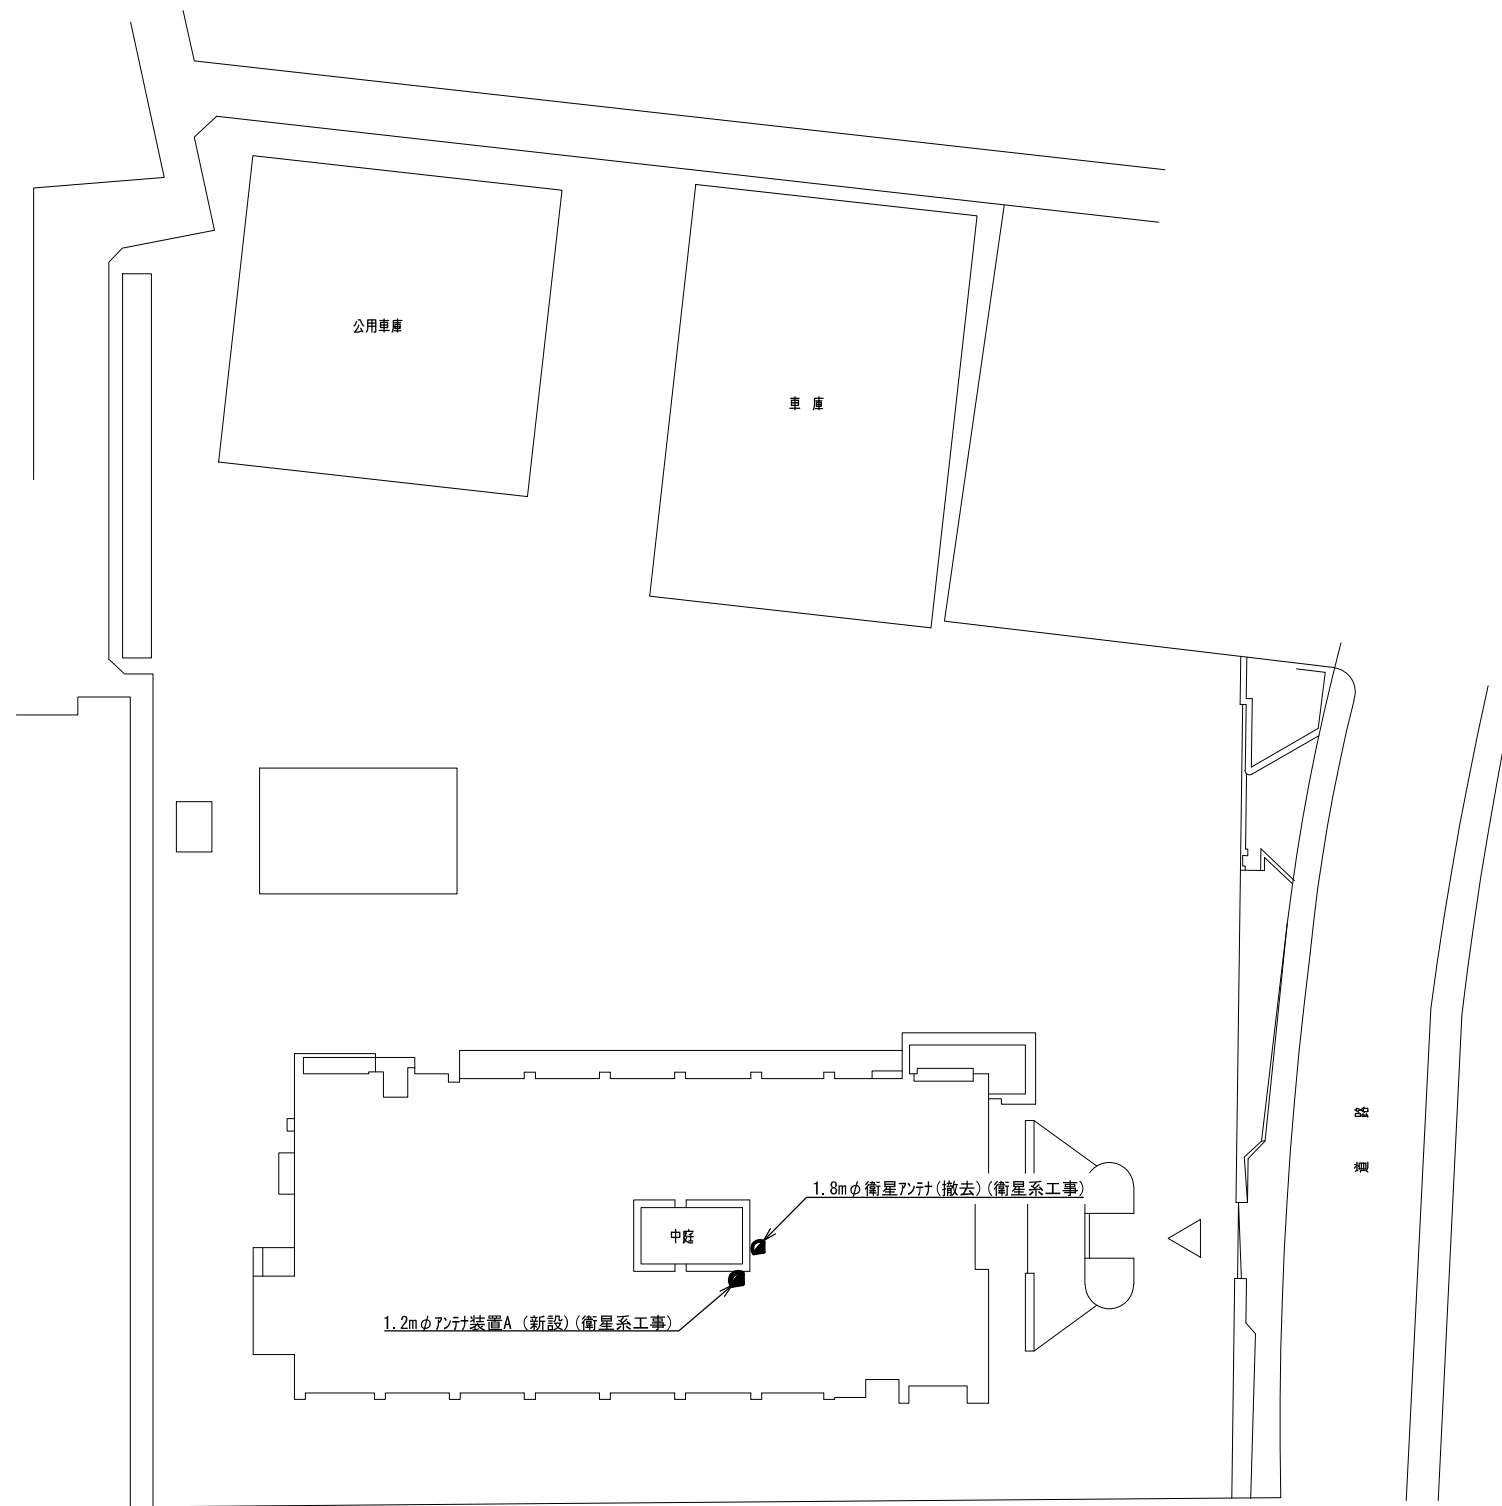 公用車庫
車 庫
道 路
1.8mφ衛星ｱﾝﾃﾅ(撤去)(衛星系工事)
中庭
1.2mφｱﾝﾃﾅ装置A (新設)(衛星系工事)